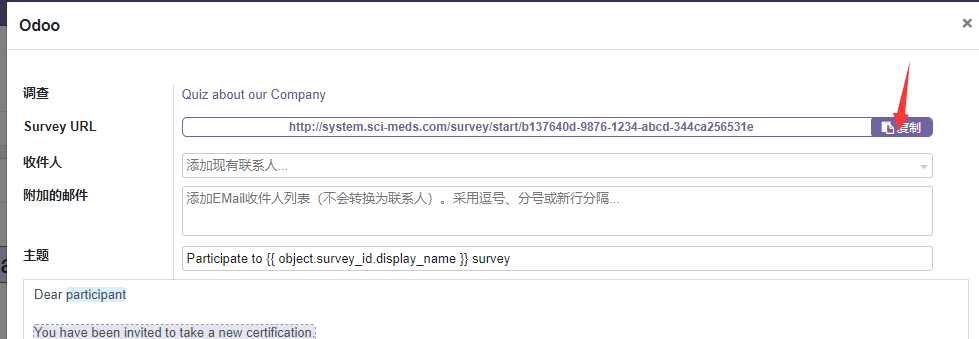 Odoo
调查 Quiz about our Company
Survey URL http://system.sci-meds.com/survey/start/b137640d-9876-1234-abcd-344ca256531e 复制
收件人 添加现有联系人...
附加的邮件 添加EMail收件人列表（不会转换为联系人）。采用逗号、分号或新行分隔...
主题 Participate to {{ object.survey_id.display_name }} survey
Dear participant
You have been invited to take a new certification.